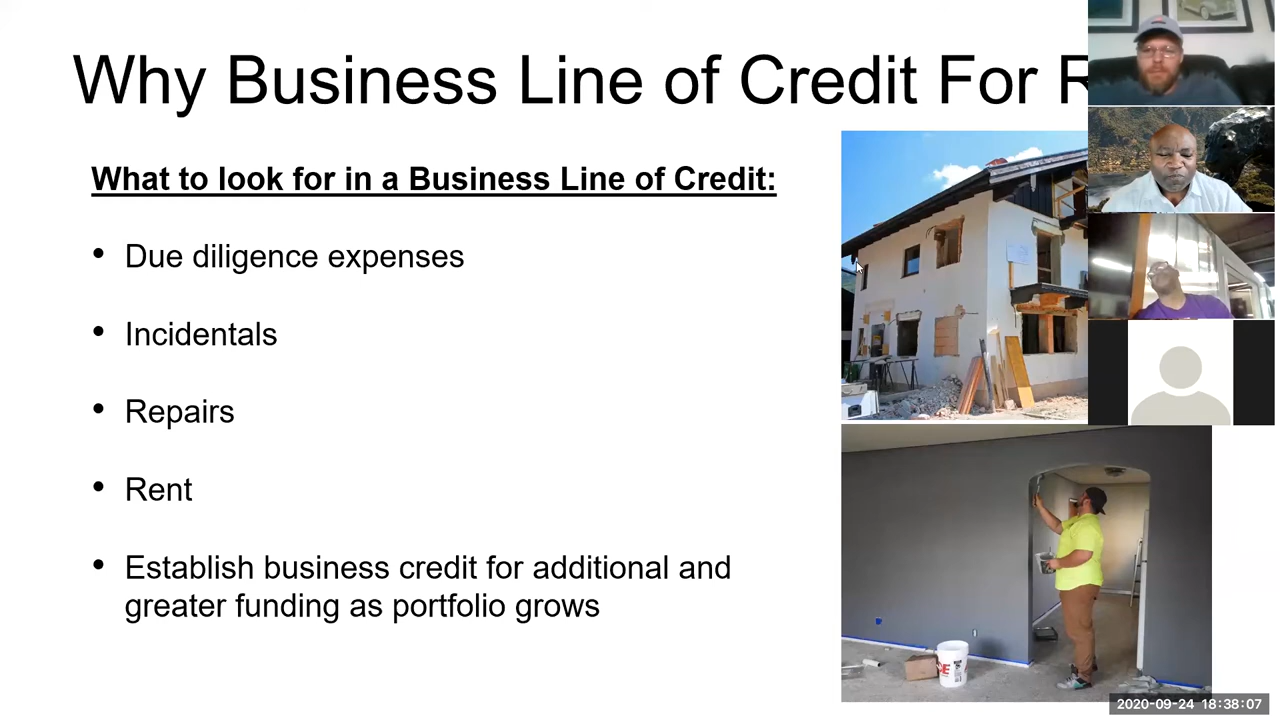 Why Business Line of Credit For R
What to look for in a Business Line of Credit:
• Due diligence expenses
• Incidentals
• Repairs
• Rent
• Establish business credit for additional and
greater funding as portfolio grows
2020-09-24 18:38:07